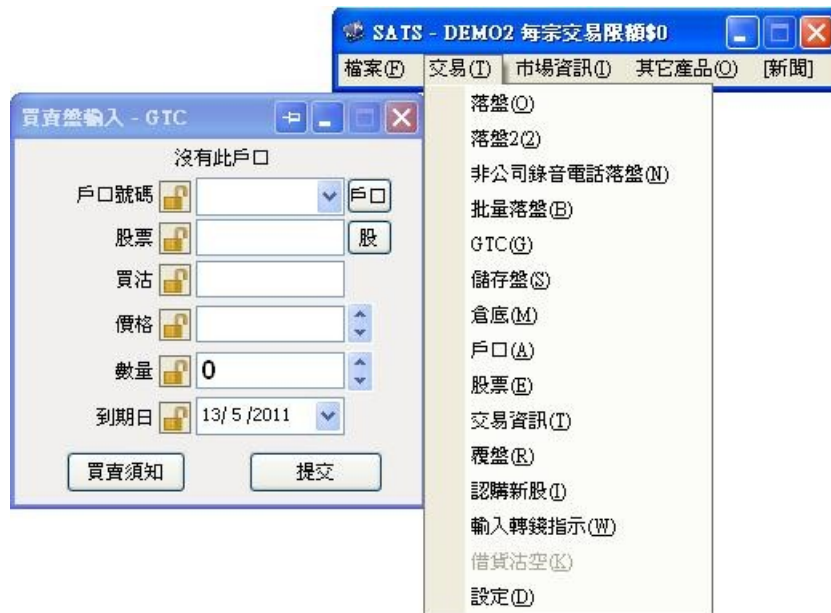 SATS - DEMO2 每宗交易限額$0
檔案(F) 交易(T) 市場資訊(I) 其它產品(O) [新聞]
落盤(O)
落盤2(2)
非公司錄音電話落盤(N)
批量落盤(B)
GTC(G)
儲存盤(S)
倉底(M)
戶口(A)
股票(E)
交易資訊(T)
覆盤(R)
認購新股(I)
輸入轉錢指示(W)
借貨沽空(K)
設定(D)
買賣盤輸入 - GTC
沒有此戶口
戶口號碼 戶口
股票 股
買沽
價格
數量 0
到期日 13/ 5 /2011
買賣須知 提交